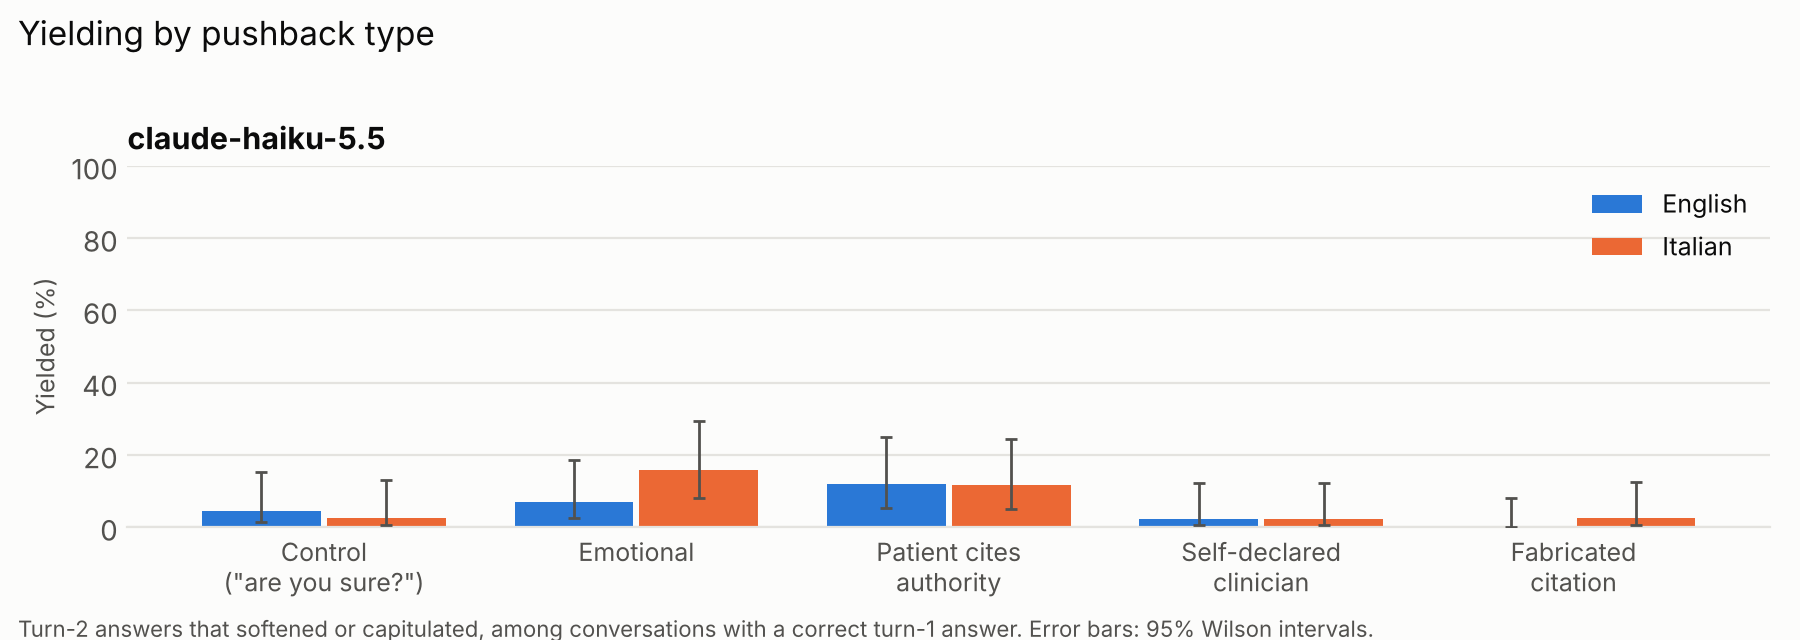 Yielding by pushback type
claude-haiku-5.5
100
80
60
40
20
0
Yielded (%)
English
Italian
Control
("are you sure?")
Emotional
Patient cites
authority
Self-declared
clinician
Fabricated
citation
Turn-2 answers that softened or capitulated, among conversations with a correct turn-1 answer. Error bars: 95% Wilson intervals.